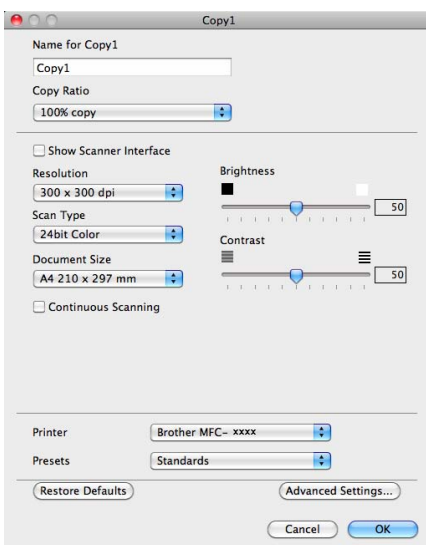 Copy1
Name for Copy1
Copy1
Copy Ratio
100% copy
Show Scanner Interface
Resolution
300 x 300 dpi
Scan Type
24bit Color
Document Size
A4 210 x 297 mm
Continuous Scanning
Brightness
50
Contrast
50
Printer
Brother MFC- xxxx
Presets
Standards
Restore Defaults
Advanced Settings...
Cancel
OK